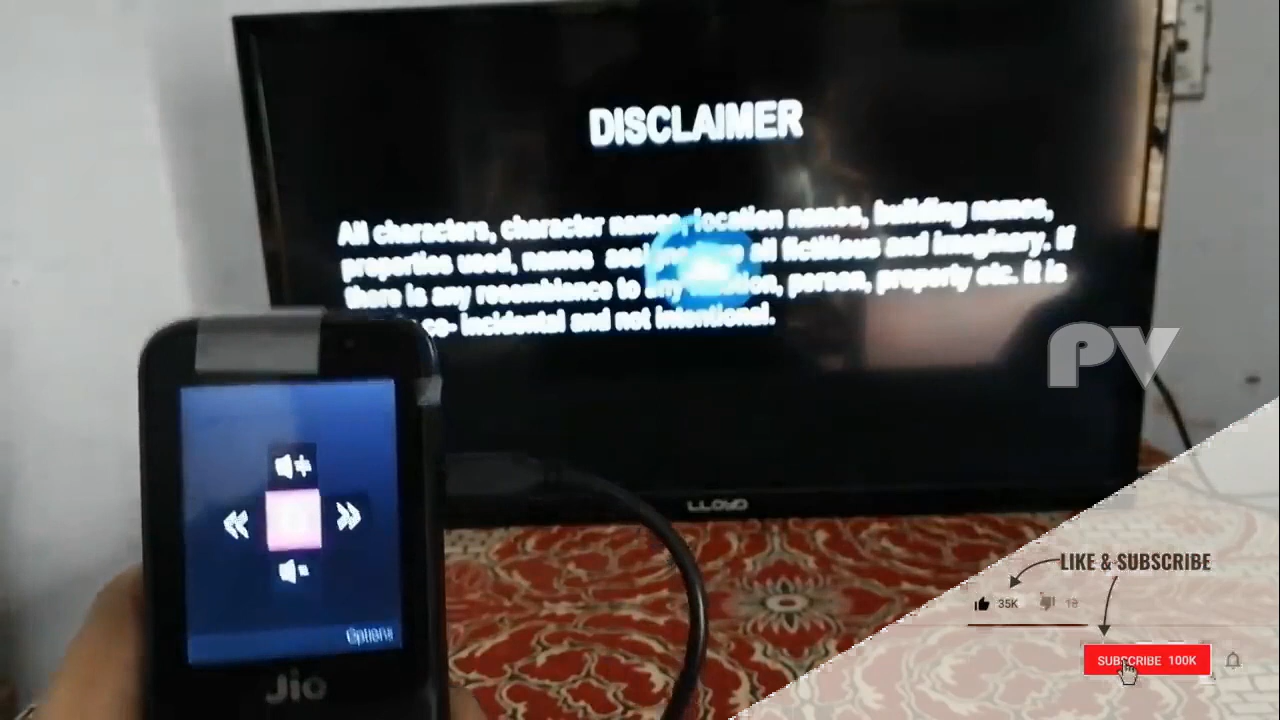 DISCLAIMER
All characters, character names, location names, building names,
properties used, names all fictitious and imaginary. If
there is any resemblence to any person, property etc. It is
co- incidental and not intentional.
PV
LLOYD
Options
Jio
LIKE & SUBSCRIBE
35K
18
SUBSCRIBE 100K